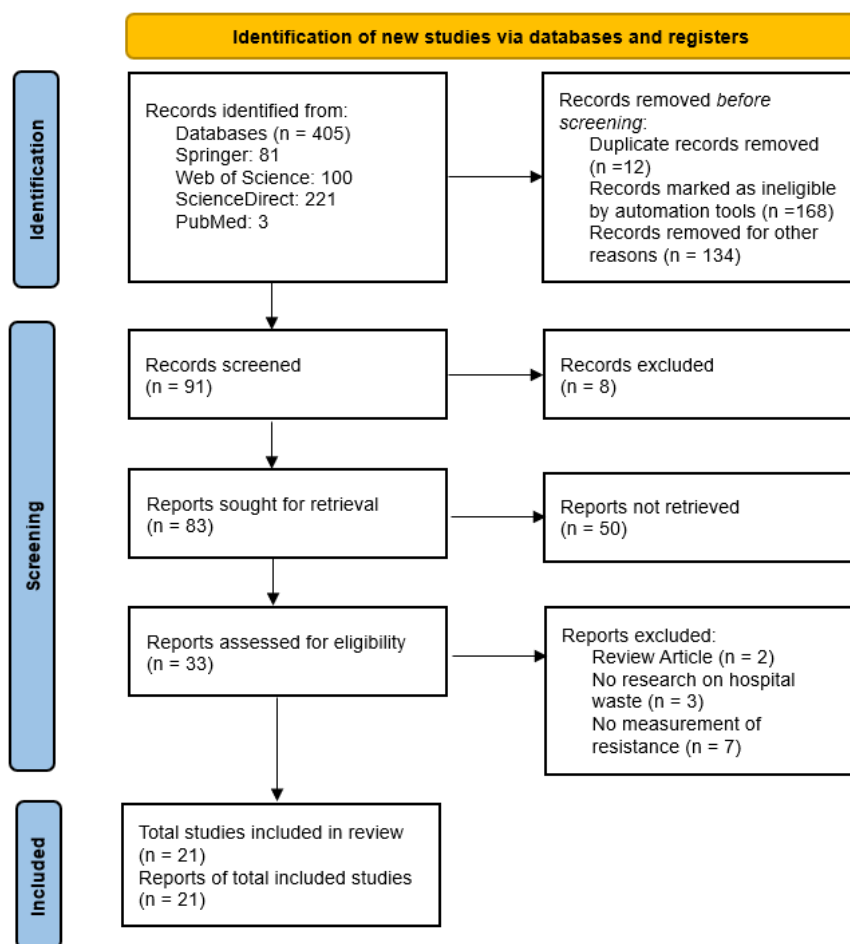 Identification of new studies via databases and registers
Identification
Records identified from:
Databases (n = 405)
Springer: 81
Web of Science: 100
ScienceDirect: 221
PubMed: 3
Records removed before
screening:
Duplicate records removed
(n =12)
Records marked as ineligible
by automation tools (n =168)
Records removed for other
reasons (n = 134)
Screening
Records screened
(n = 91)
Records excluded
(n = 8)
Reports sought for retrieval
(n = 83)
Reports not retrieved
(n = 50)
Reports assessed for eligibility
(n = 33)
Reports excluded:
Review Article (n = 2)
No research on hospital
waste (n = 3)
No measurement of
resistance (n = 7)
Included
Total studies included in review
(n = 21)
Reports of total included studies
(n = 21)